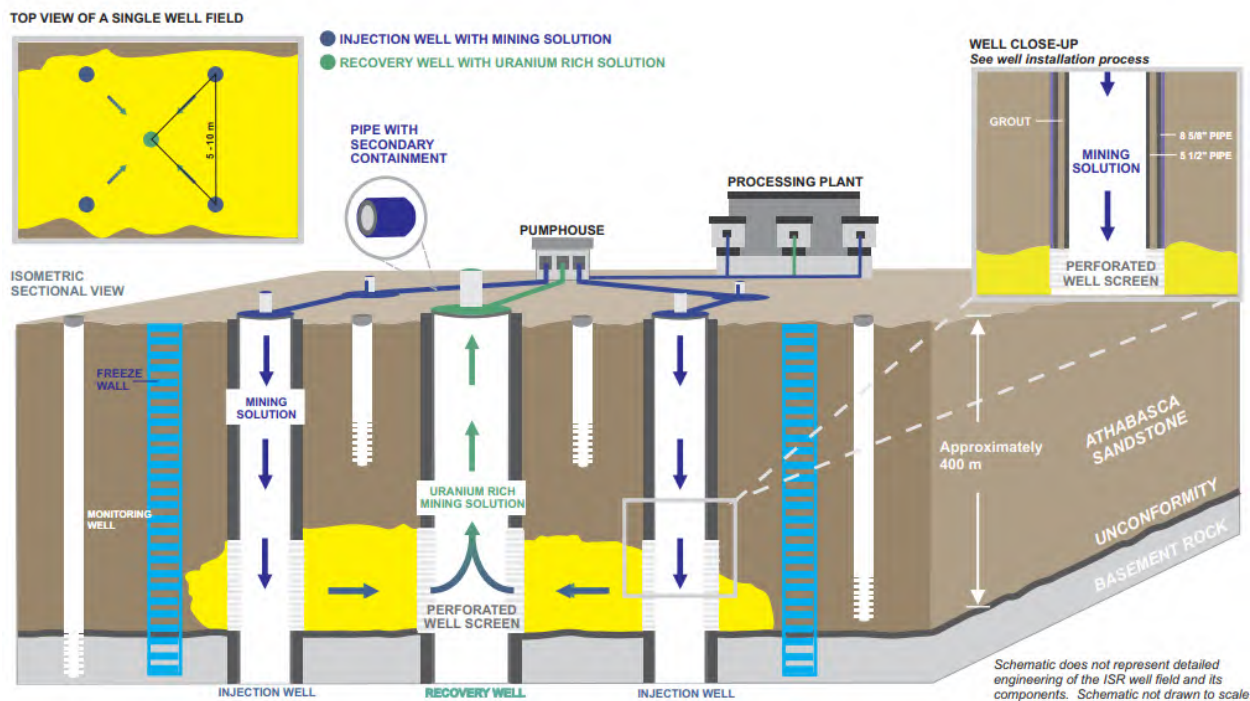 TOP VIEW OF A SINGLE WELL FIELD
INJECTION WELL WITH MINING SOLUTION
RECOVERY WELL WITH URANIUM RICH SOLUTION
5 - 10 m
WELL CLOSE-UP
See well installation process
GROUT
8 5/8" PIPE
5 1/2" PIPE
MINING
SOLUTION
PERFORATED
WELL SCREEN
PIPE WITH
SECONDARY
CONTAINMENT
PROCESSING PLANT
PUMPHOUSE
ISOMETRIC
SECTIONAL VIEW
FREEZE
WALL
MINING
SOLUTION
URANIUM RICH
MINING SOLUTION
MONITORING
WELL
PERFORATED
WELL SCREEN
Approximately
400 m
ATHABASCA
SANDSTONE
UNCONFORMITY
BASEMENT ROCK
INJECTION WELL
RECOVERY WELL
INJECTION WELL
Schematic does not represent detailed
engineering of the ISR well field and its
components. Schematic not drawn to scale